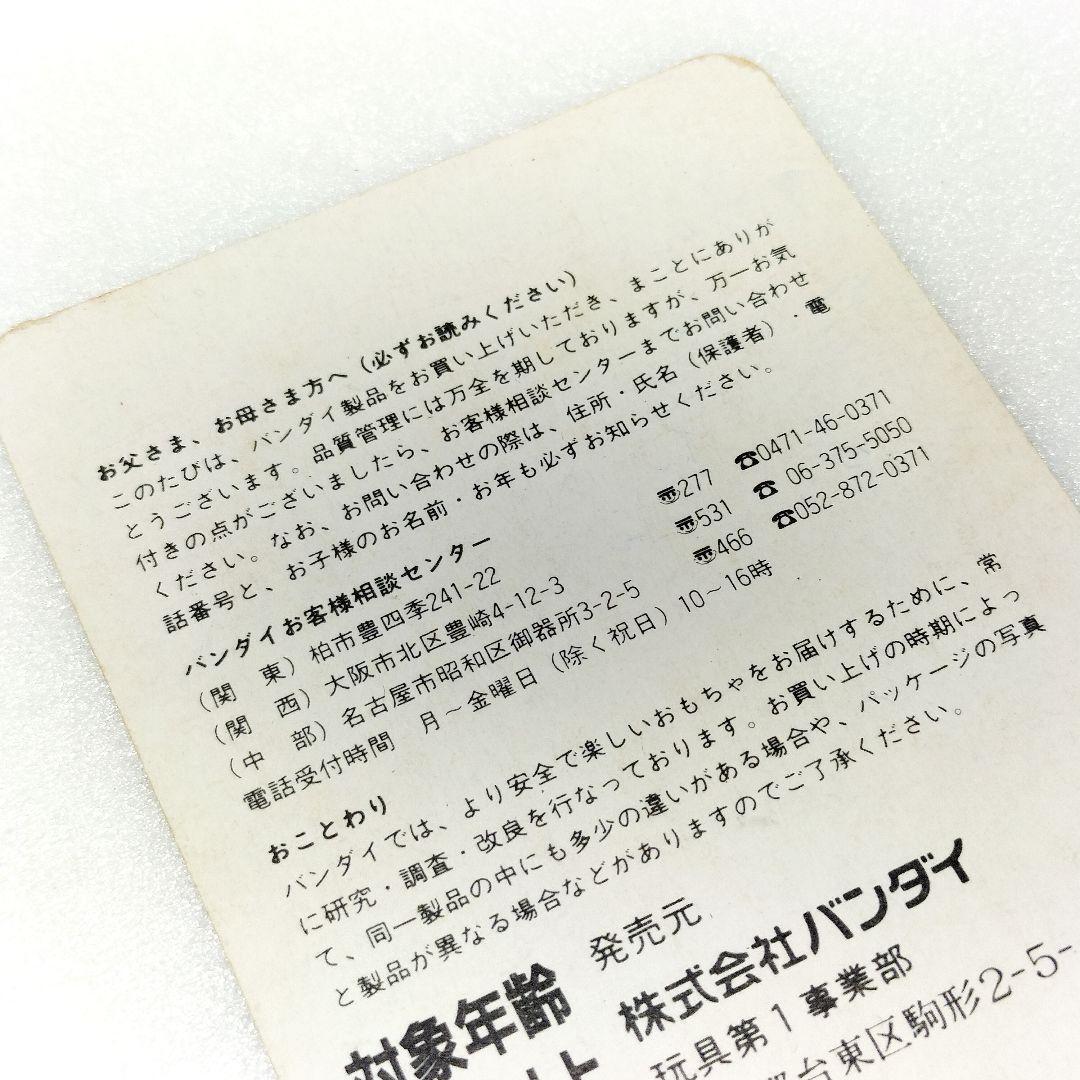 お父さま、お母さま方へ（必ずお読みください）
このたびは、バンダイ製品をお買い上げいただき、まことにありが
とうございます。品質管理には万全を期しておりますが、万一お気
付きの点がございましたら、お客様相談センターまでお問い合わせ
ください。なお、お問い合わせの際は、住所・氏名（保護者）・電
話番号と、お子様のお名前・お年も必ずお知らせください。
バンダイお客様相談センター
（関　東）柏市豊四季241-22 〠277 ☎0471-46-0371
（関　西）大阪市北区豊崎4-12-3 〠531 ☎ 06-375-5050
（中　部）名古屋市昭和区御器所3-2-5 〠466 ☎052-872-0371
電話受付時間　月～金曜日（除く祝日）10～16時
おことわり
バンダイでは、より安全で楽しいおもちゃをお届けするために、常
に研究・調査・改良を行なっております。お買い上げの時期によっ
て、同一製品の中にも多少の違いがある場合や、パッケージの写真
と製品が異なる場合などがありますのでご了承ください。
対象年齢
発売元
株式会社バンダイ
玩具第1事業部
台東区駒形2-5-